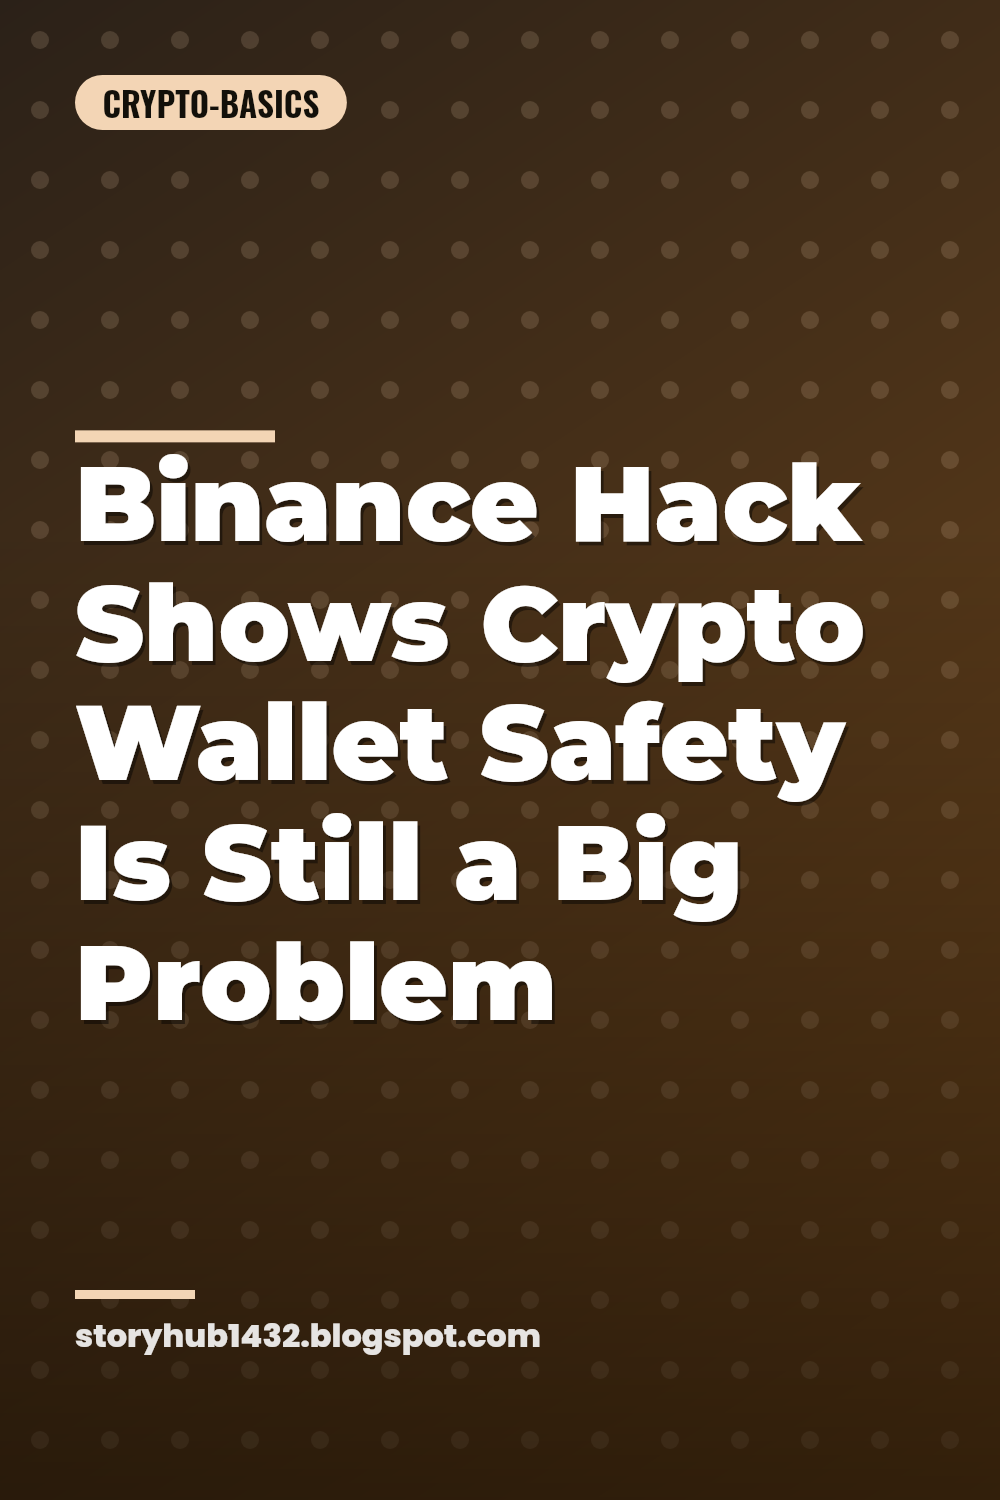 CRYPTO-BASICS
Binance Hack
Shows Crypto
Wallet Safety
Is Still a Big
Problem
storyhub1432.blogspot.com